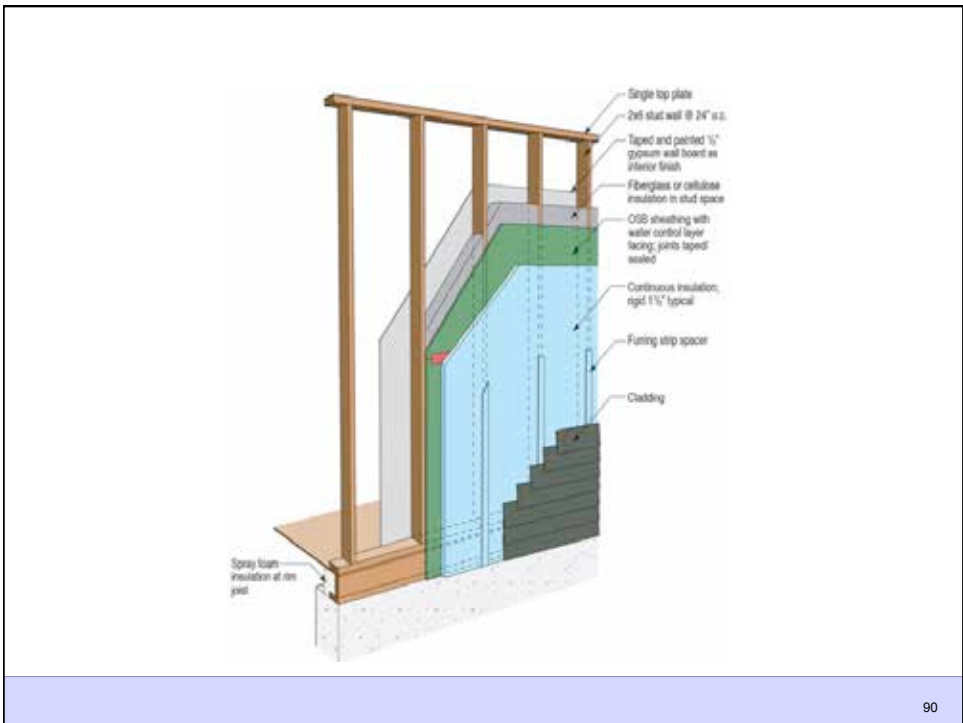 Single top plate
2x6 stud wall @ 24" o.c.
Taped and painted ½"
gypsum wall board as
interior finish
Fiberglass or cellulose
insulation in stud space
OSB sheathing with
water control layer
facing; joints taped/
sealed
Continuous insulation;
rigid 1½" typical
Furring strip spacer
Cladding
Spray foam
insulation at rim
joist
90